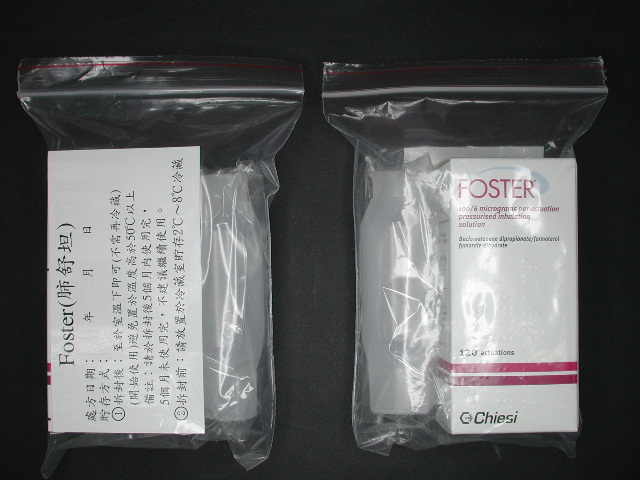 Foster(肺舒坦)
處方日期：　年　月　日
貯存方式：
①拆封後：至於室溫下即可(不需再冷藏)
(開始使用)避免置於溫度高於50℃以上
備註：請於拆封後5個月內使用完，
5個月未使用完，不建議繼續使用。
②拆封前：請放置於冷藏室貯存2℃～8℃冷藏
FOSTER®
100/6 micrograms per actuation
pressurised inhalation
solution
Beclometasone dipropionate/formoterol
fumarate dihydrate
120 actuations
Chiesi